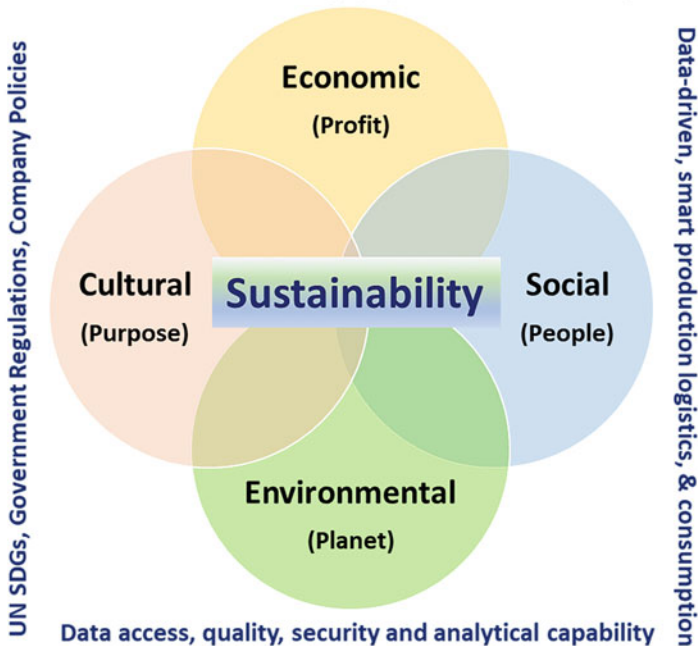 Economic
(Profit)
UN SDGs, Government Regulations, Company Policies
Cultural
(Purpose)
Sustainability
Social
(People)
Data-driven, smart production logistics, & consumption
Environmental
(Planet)
Data access, quality, security and analytical capability